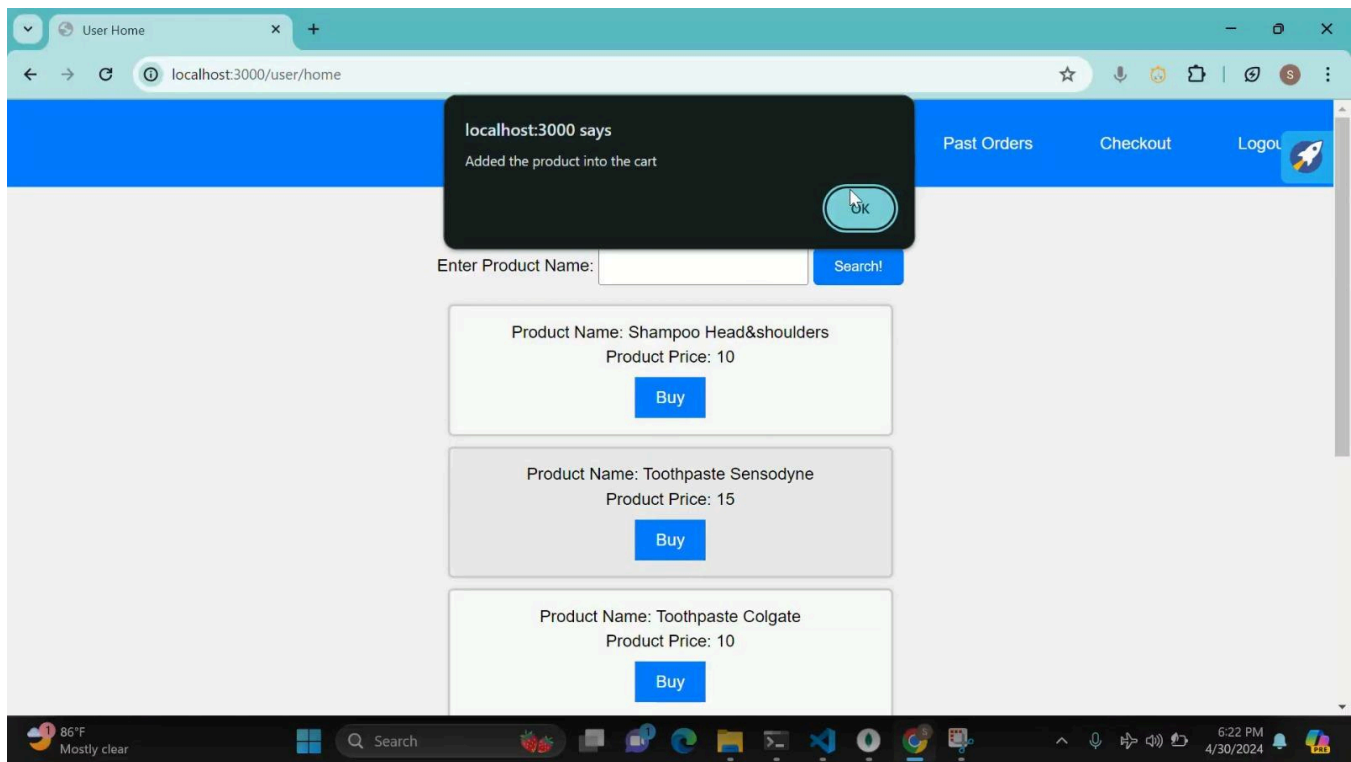 User Home
localhost:3000/user/home
S
localhost:3000 says
Added the product into the cart
OK
Past Orders
Checkout
Enter Product Name:
Search!
Product Name: Shampoo Head&shoulders
Product Price: 10
Buy
Product Name: Toothpaste Sensodyne
Product Price: 15
Buy
Product Name: Toothpaste Colgate
Product Price: 10
Buy
1
86°F
Mostly clear
Search
6:22 PM
4/30/2024
PRE